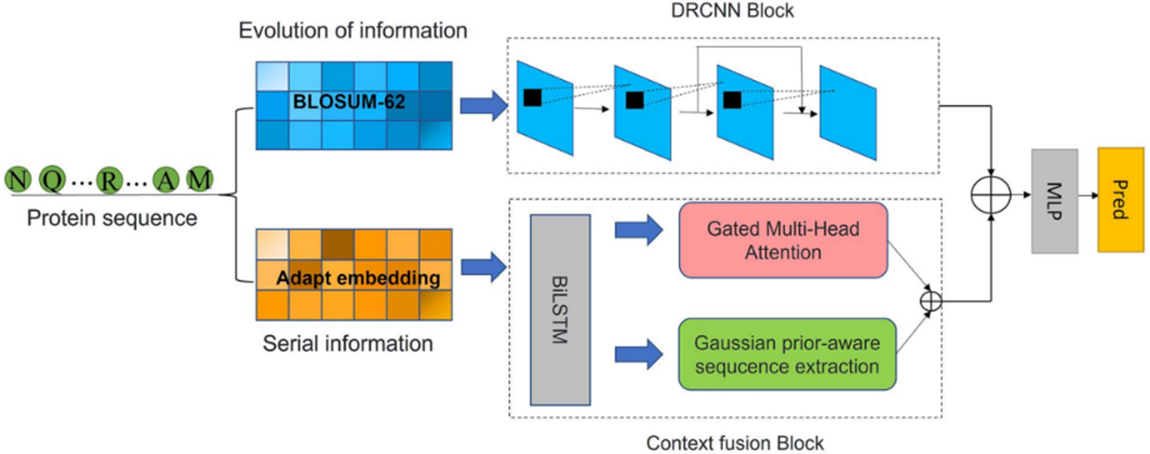 DRCNN Block
Evolution of information
BLOSUM-62
N Q ... R ... A M
Protein sequence
Adapt embedding
Serial information
BiLSTM
Gated Multi-Head
Attention
Gaussian prior-aware
sequcence extraction
Context fusion Block
MLP
Pred